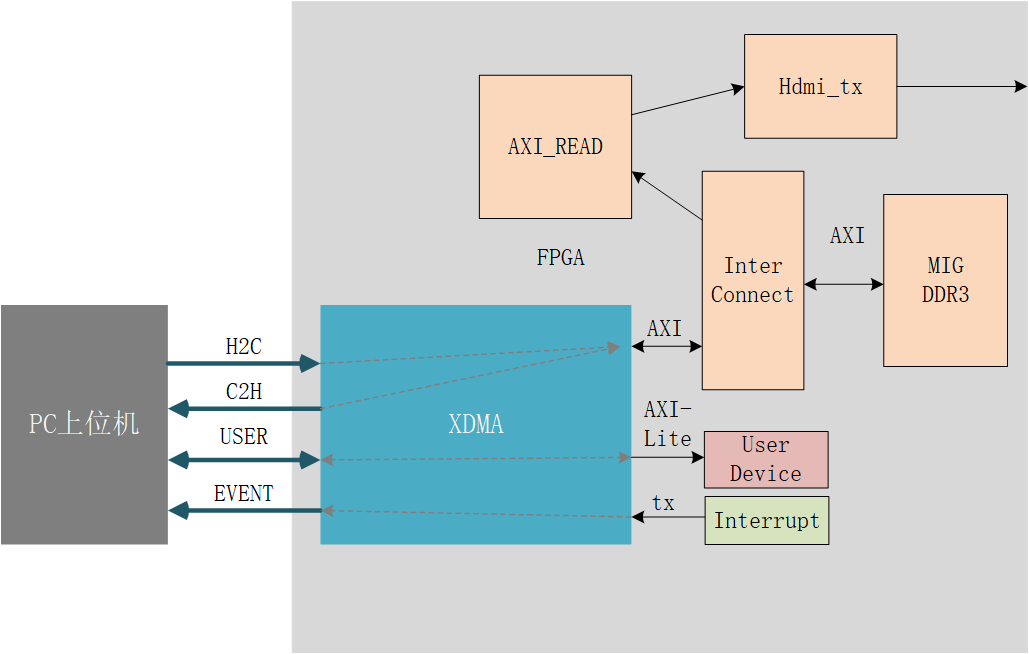 Hdmi_tx
AXI_READ
FPGA
Inter
Connect
AXI
MIG
DDR3
PC上位机
H2C
C2H
USER
EVENT
XDMA
AXI
AXI-
Lite
User
Device
tx
Interrupt